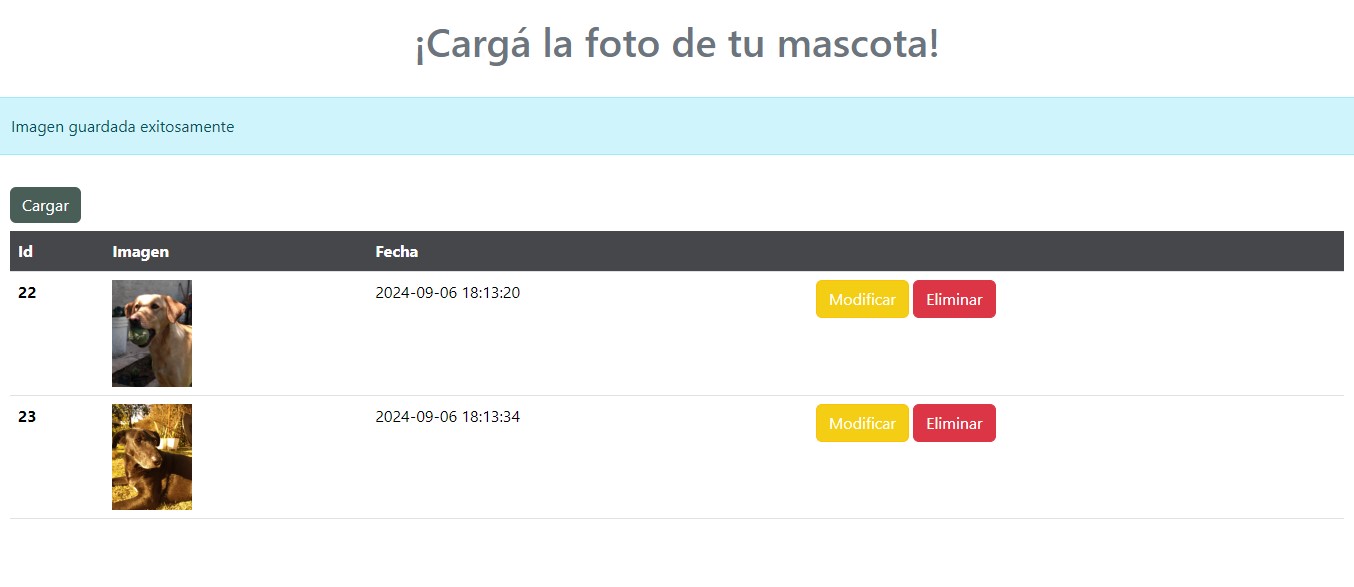 ¡Cargá la foto de tu mascota!
Imagen guardada exitosamente
Cargar
Id Imagen Fecha
22 2024-09-06 18:13:20 Modificar Eliminar
23 2024-09-06 18:13:34 Modificar Eliminar